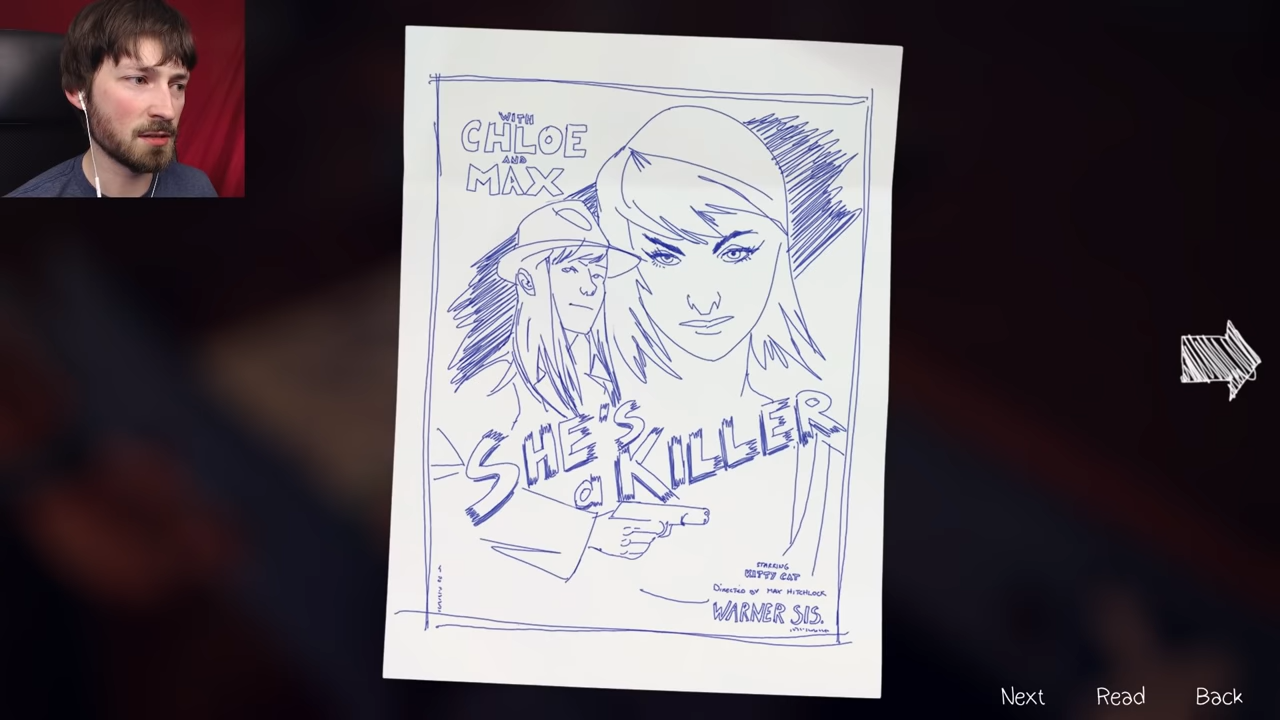 WITH
CHLOE
AND
MAX
SHE'S
a KILLER
STARRING
KITTY CAT
DIRECTED BY MAX HITCHLOCK
WARNER SIS.
Next Read Back